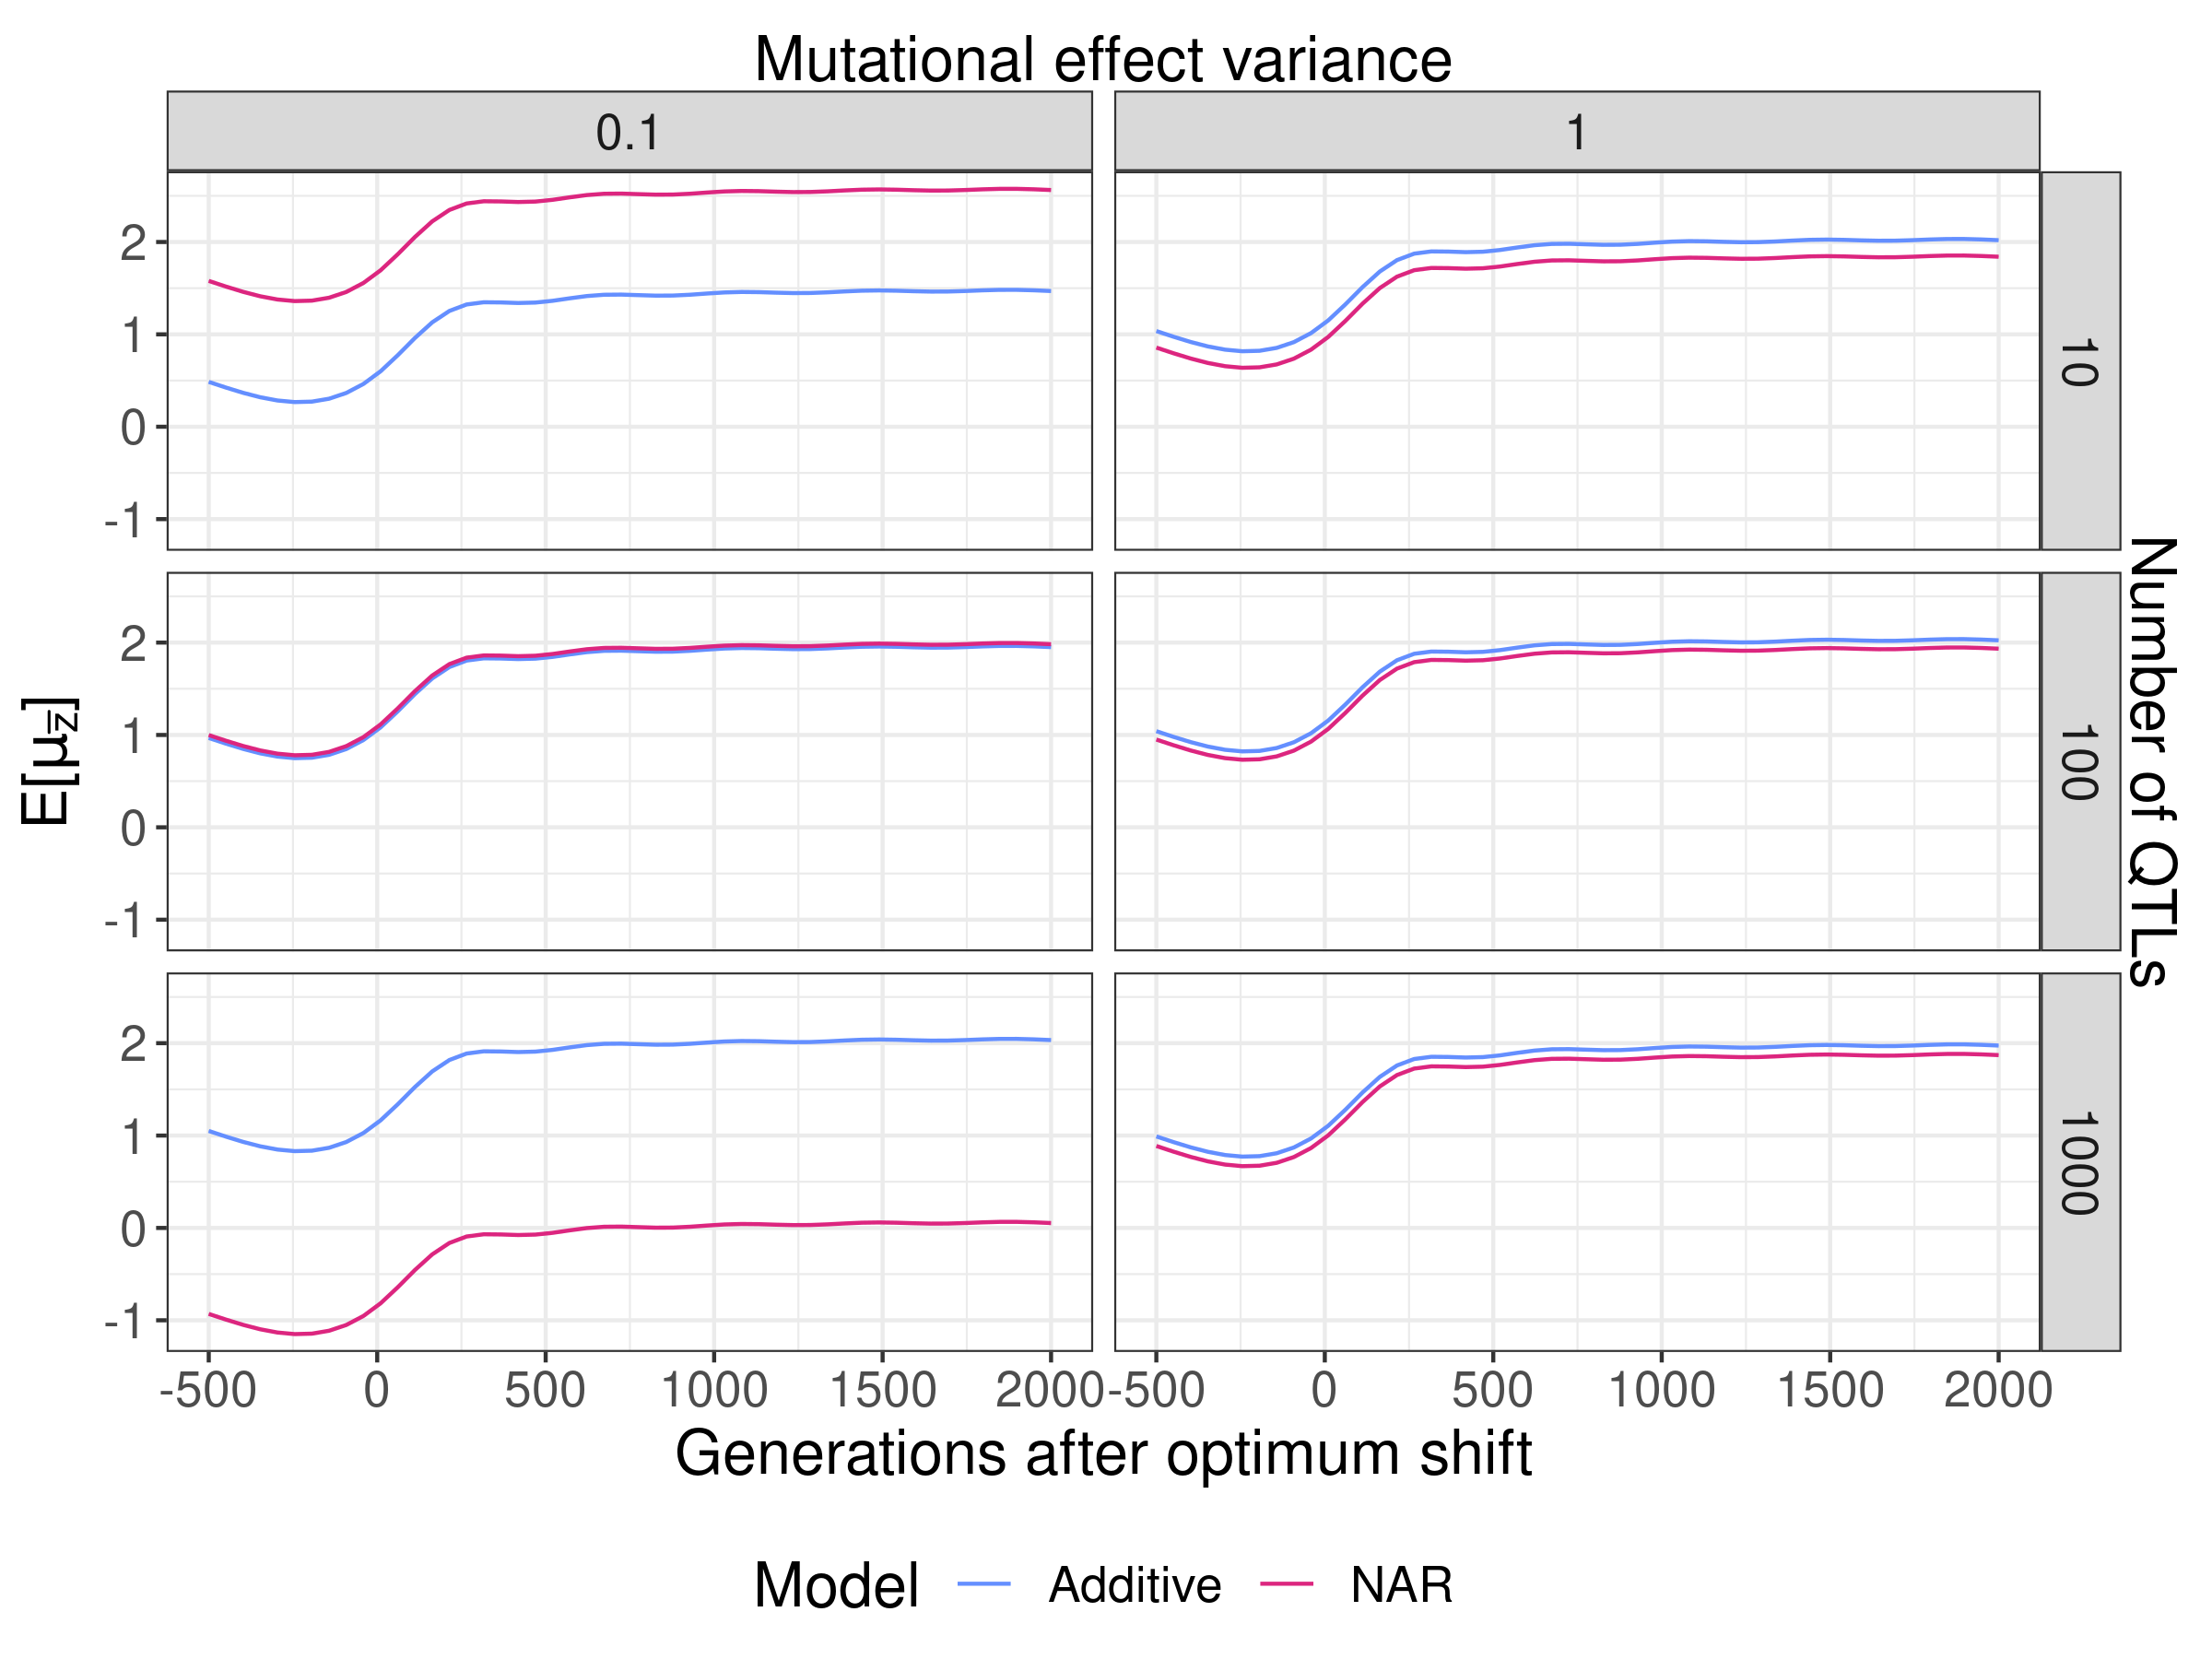 Mutational effect variance
0.1
1
2
1
0
-1
10
2
1
0
-1
100
2
1
0
-1
1000
E[μz̿]
Number of QTLs
-500 0 500 1000 1500 2000 -500 0 500 1000 1500 2000
Generations after optimum shift
Model Additive NAR